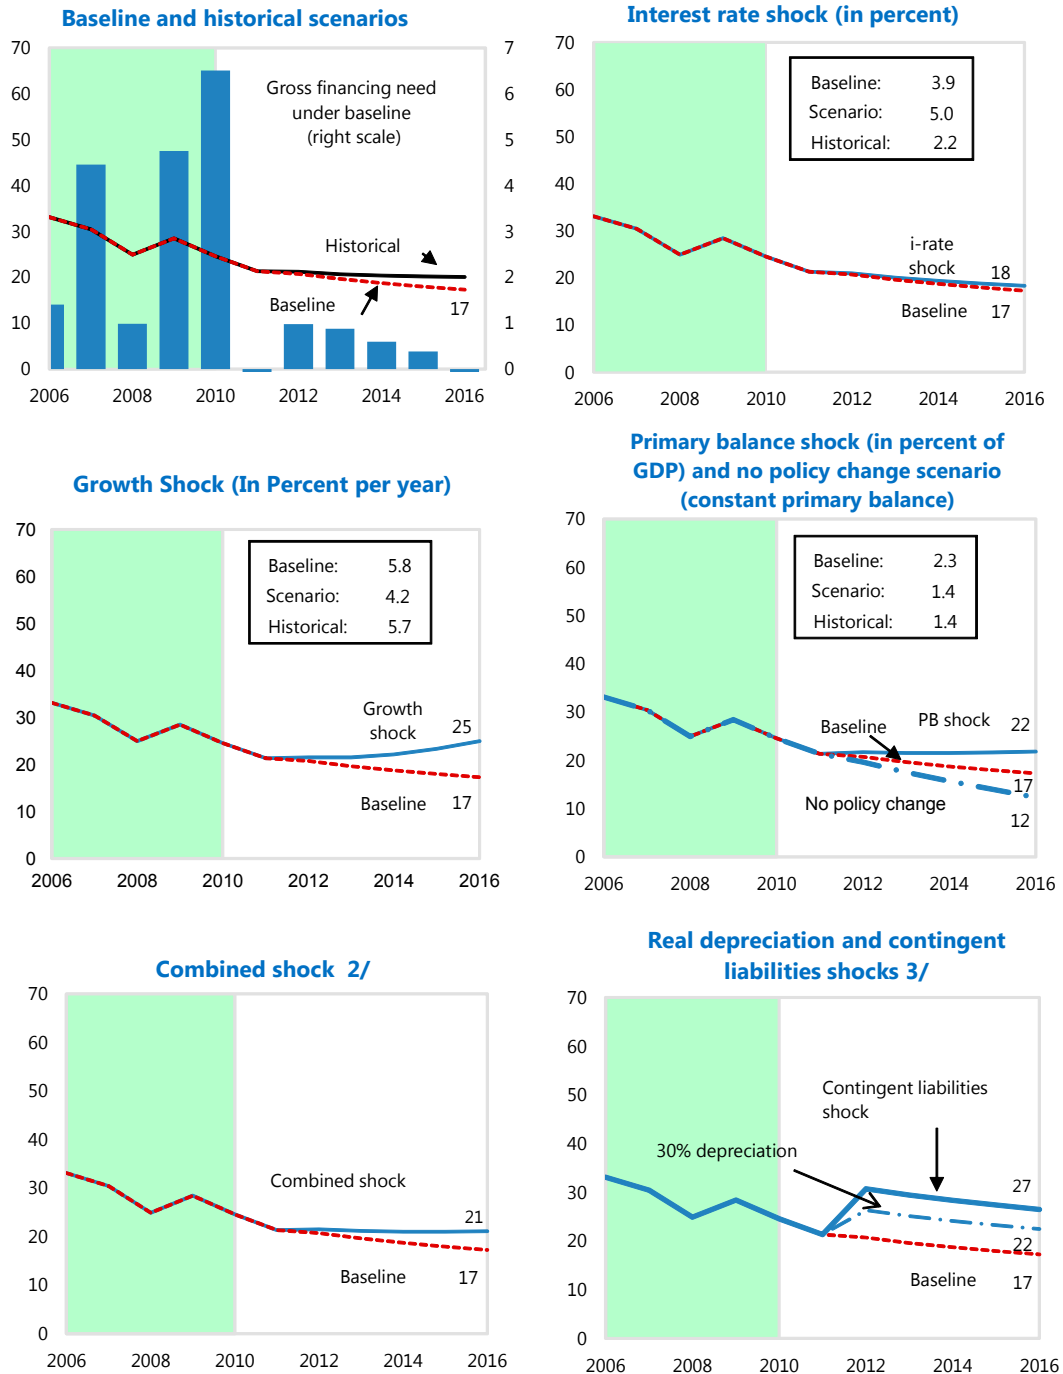 Baseline and historical scenarios
70
60
50
40
30
20
10
0
7
6
5
4
3
2
1
0
Gross financing need
under baseline
(right scale)
Historical
Baseline
17
2006 2008 2010 2012 2014 2016
Interest rate shock (in percent)
70
60
50
40
30
20
10
0
Baseline: 3.9
Scenario: 5.0
Historical: 2.2
i-rate
shock
18
Baseline 17
2006 2008 2010 2012 2014 2016
Growth Shock (In Percent per year)
70
60
50
40
30
20
10
0
Baseline: 5.8
Scenario: 4.2
Historical: 5.7
Growth
shock
25
Baseline 17
2006 2008 2010 2012 2014 2016
Primary balance shock (in percent of
GDP) and no policy change scenario
(constant primary balance)
70
60
50
40
30
20
10
0
Baseline: 2.3
Scenario: 1.4
Historical: 1.4
Baseline
PB shock 22
17
No policy change
12
2006 2008 2010 2012 2014 2016
Combined shock 2/
70
60
50
40
30
20
10
0
Combined shock
21
Baseline 17
2006 2008 2010 2012 2014 2016
Real depreciation and contingent
liabilities shocks 3/
70
60
50
40
30
20
10
0
Contingent liabilities
shock
30% depreciation
27
22
Baseline 17
2006 2008 2010 2012 2014 2016